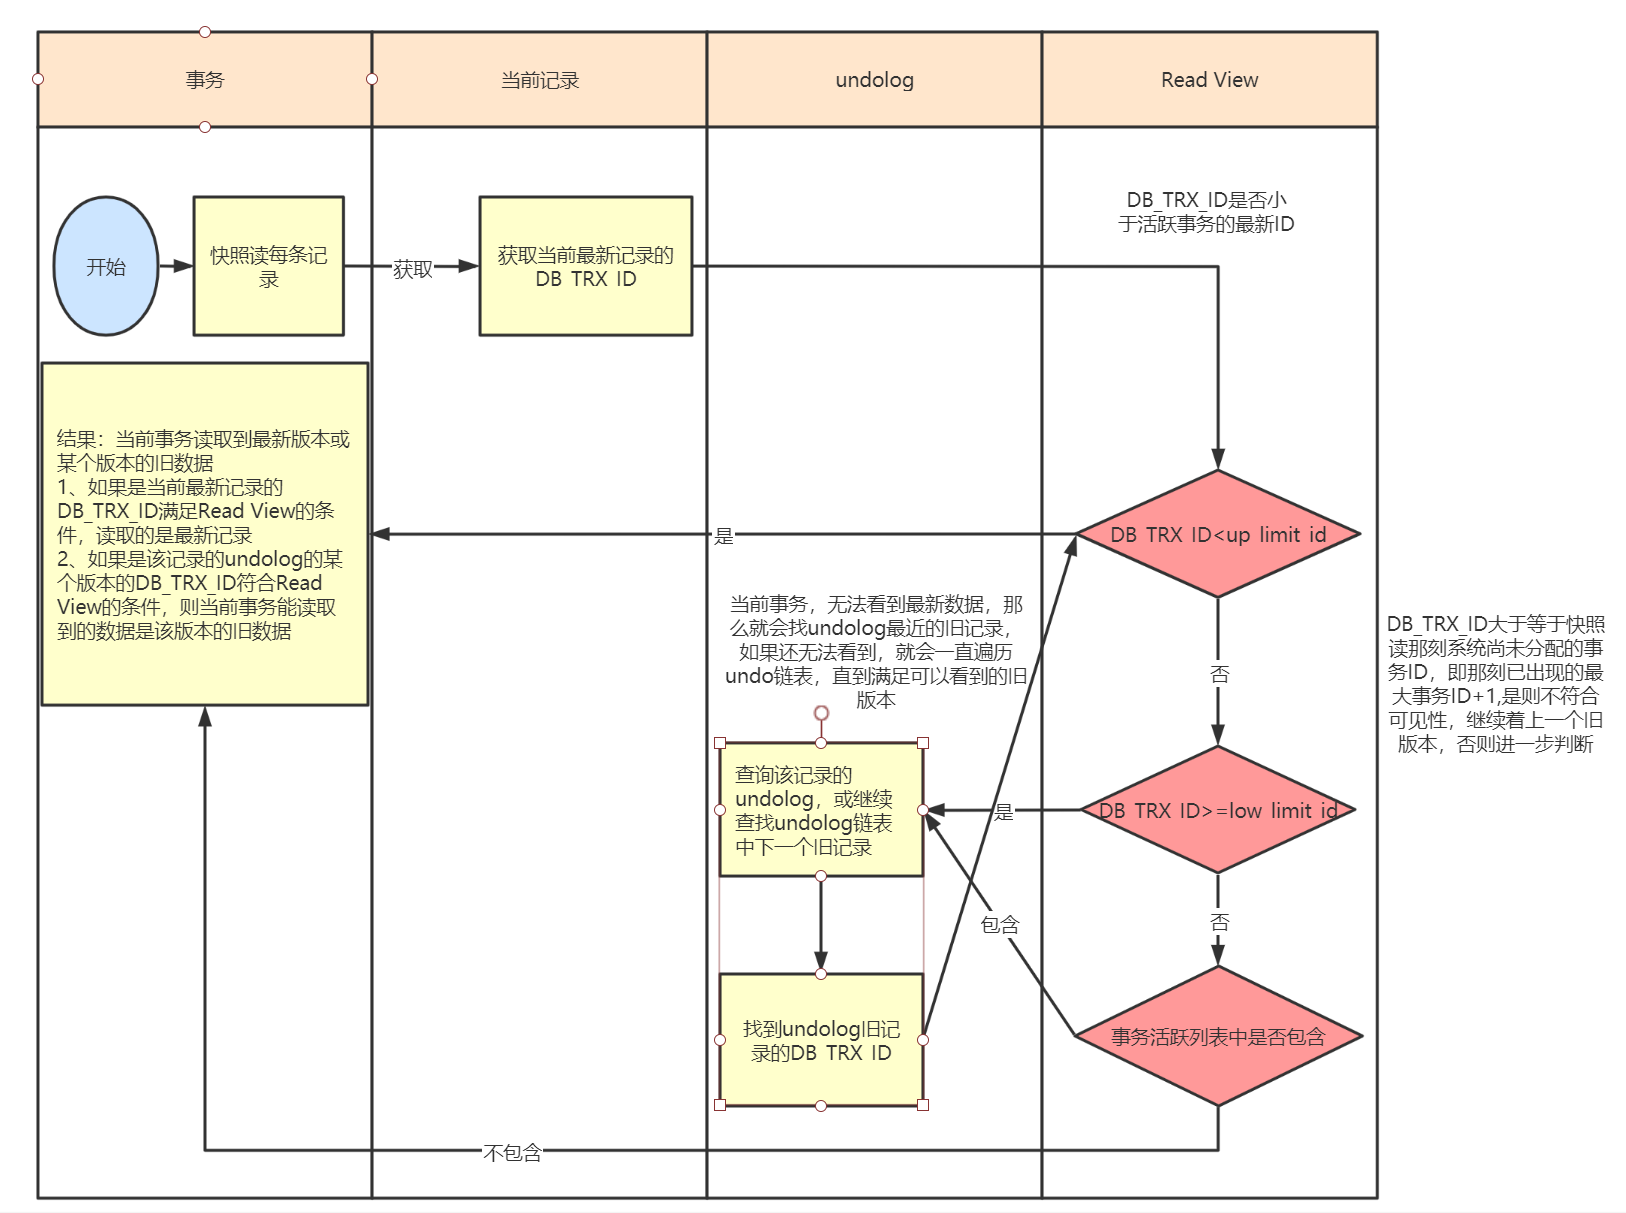 事务
当前记录
undolog
Read View
DB_TRX_ID是否小
于活跃事务的最新ID
开始
快照读每条记
录
获取
获取当前最新记录的
DB_TRX_ID
结果：当前事务读取到最新版本或
某个版本的旧数据
1、如果是当前最新记录的
DB_TRX_ID满足Read View的条
件，读取的是最新记录
2、如果是该记录的undolog的某
个版本的DB_TRX_ID符合Read
View的条件，则当前事务能读取
到的数据是该版本的旧数据
是
DB_TRX_ID<up_limit_id
当前事务，无法看到最新数据，那
么就会找undolog最近的旧记录，
如果还无法看到，就会一直遍历
undo链表，直到满足可以看到的旧
版本
否
DB_TRX_ID大于等于快照
读那刻系统尚未分配的事
务ID，即那刻已出现的最
大事务ID+1,是则不符合
可见性，继续着上一个旧
版本，否则进一步判断
查询该记录的
undolog，或继续
查找undolog链表
中下一个旧记录
是
DB_TRX_ID>=low_limit_id
包含
否
找到undolog旧记
录的DB_TRX_ID
事务活跃列表中是否包含
不包含